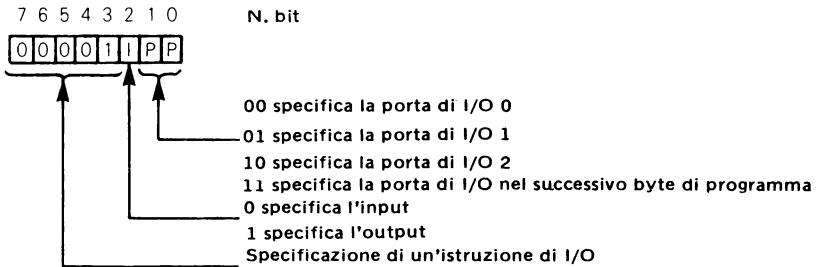 7 6 5 4 3 2 1 0 N. bit
0 0 0 0 1 I P P
00 specifica la porta di I/O 0
01 specifica la porta di I/O 1
10 specifica la porta di I/O 2
11 specifica la porta di I/O nel successivo byte di programma
0 specifica l'input
1 specifica l'output
Specificazione di un'istruzione di I/O